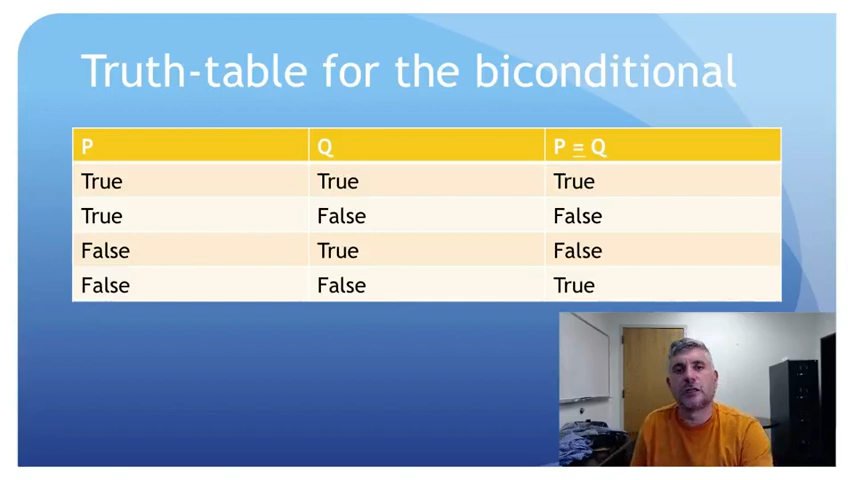 Truth-table for the biconditional
P Q P ≡ Q
True True True
True False False
False True False
False False True